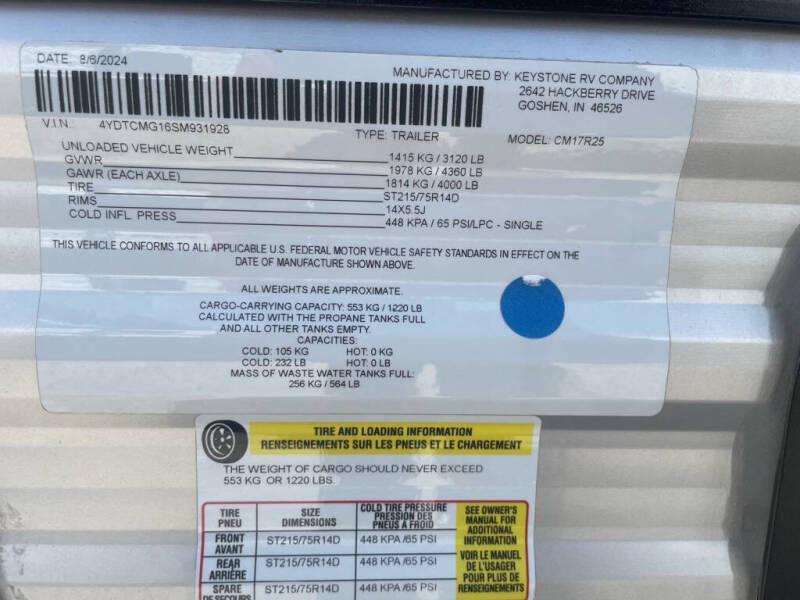 DATE: 8/6/2024
MANUFACTURED BY: KEYSTONE RV COMPANY
2642 HACKBERRY DRIVE
GOSHEN, IN 46526
V.I.N.: 4YDTCMG16SM931928
TYPE: TRAILER
MODEL: CM17R25
UNLOADED VEHICLE WEIGHT 1415 KG / 3120 LB
GVWR 1978 KG / 4360 LB
GAWR (EACH AXLE) 1814 KG / 4000 LB
TIRE ST215/75R14D
RIMS 14X5.5J
COLD INFL. PRESS 448 KPA / 65 PSI/LPC - SINGLE
THIS VEHICLE CONFORMS TO ALL APPLICABLE U.S. FEDERAL MOTOR VEHICLE SAFETY STANDARDS IN EFFECT ON THE
DATE OF MANUFACTURE SHOWN ABOVE.
ALL WEIGHTS ARE APPROXIMATE.
CARGO-CARRYING CAPACITY: 553 KG / 1220 LB
CALCULATED WITH THE PROPANE TANKS FULL
AND ALL OTHER TANKS EMPTY.
CAPACITIES:
COLD: 105 KG HOT: 0 KG
COLD: 232 LB HOT: 0 LB
MASS OF WASTE WATER TANKS FULL:
256 KG / 564 LB
TIRE AND LOADING INFORMATION
RENSEIGNEMENTS SUR LES PNEUS ET LE CHARGEMENT
THE WEIGHT OF CARGO SHOULD NEVER EXCEED
553 KG OR 1220 LBS.
TIRE
PNEU
SIZE
DIMENSIONS
COLD TIRE PRESSURE
PRESSION DES
PNEUS A FROID
SEE OWNER'S
MANUAL FOR
ADDITIONAL
INFORMATION
VOIR LE MANUEL
DE L'USAGER
POUR PLUS DE
RENSEIGNEMENTS
FRONT
AVANT
ST215/75R14D
448 KPA /65 PSI
REAR
ARRIÈRE
ST215/75R14D
448 KPA /65 PSI
SPARE
DE SECOURS
ST215/75R14D
448 KPA /65 PSI